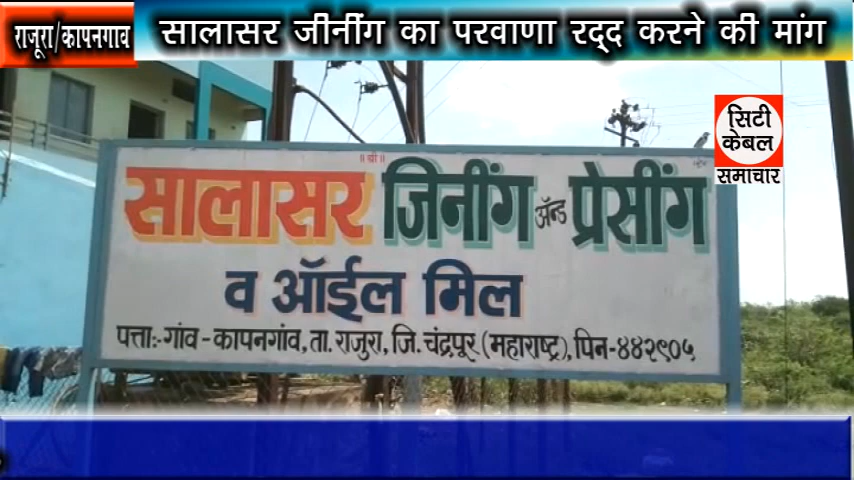 राजूरा/कापनगाव
सालासर जीनींग का परवाणा रद्द करने की मांग
सिटी
केबल
समाचार
॥ श्री ॥
सालासर जिनींग ॲन्ड प्रेसींग
व ऑईल मिल
पत्ता:-गांव-कापनगांव, ता. राजुरा, जि. चंद्रपूर (महाराष्ट्र), पिन-४४२९०५